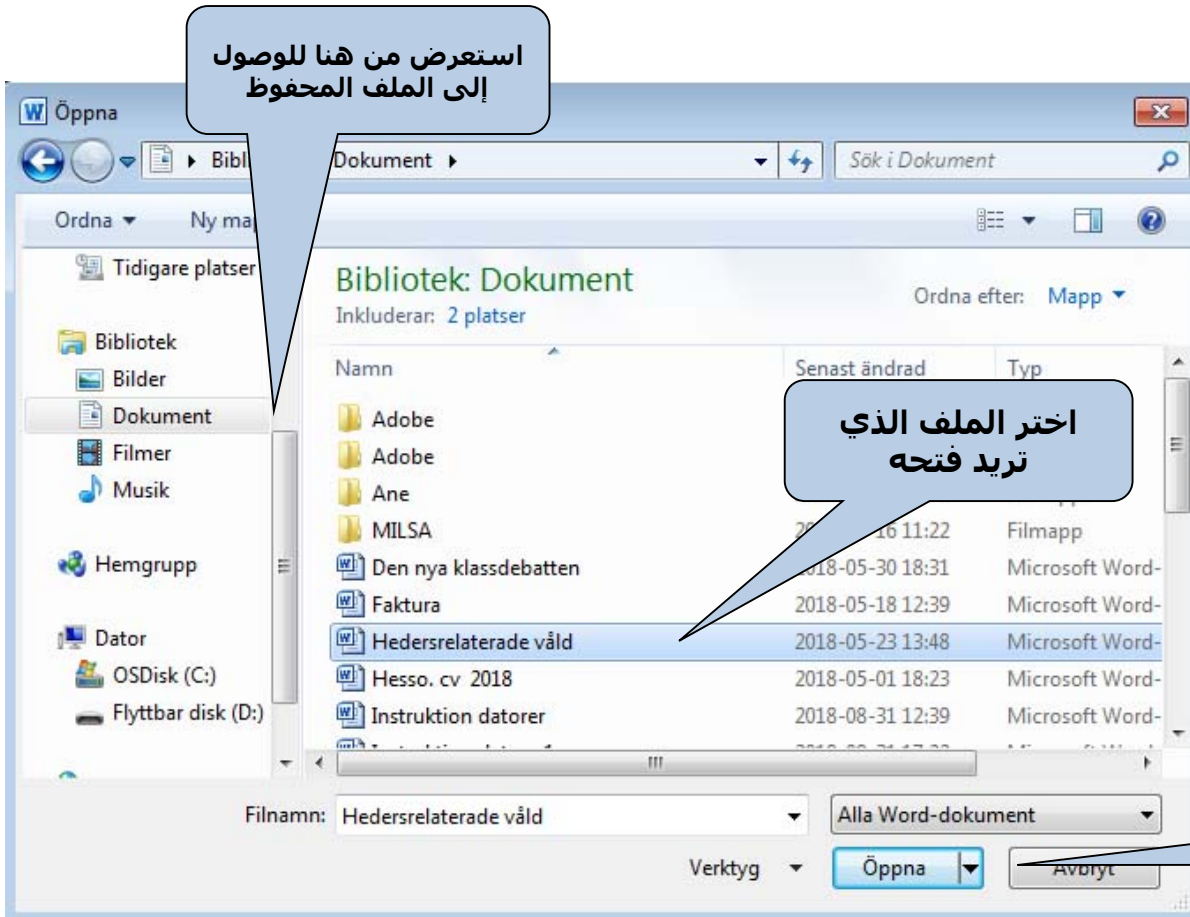 استعرض من هنا للوصول
إلى الملف المحفوظ
Öppna
Dokument
Sök i Dokument
Ordna
Ny
Tidigare platser
Bibliotek: Dokument
Inkluderar: 2 platser
Ordna efter: Mapp
Bibliotek
Bilder
Dokument
Filmer
Musik
Hemgrupp
Dator
OSDisk (C:)
Flyttbar disk (D:)
Namn Senast ändrad Typ
Adobe
Adobe
Ane
اختر الملف الذي
تريد فتحه
MILSA 11:22 Filmapp
Den nya klassdebatten 2018-05-30 18:31 Microsoft Word-
Faktura 2018-05-18 12:39 Microsoft Word-
Hedersrelaterade våld 2018-05-23 13:48 Microsoft Word-
Hesso. cv 2018 2018-05-01 18:23 Microsoft Word-
Instruktion datorer 2018-08-31 12:39 Microsoft Word-
Filnamn: Hedersrelaterade våld Alla Word-dokument
Verktyg Öppna Avbryt